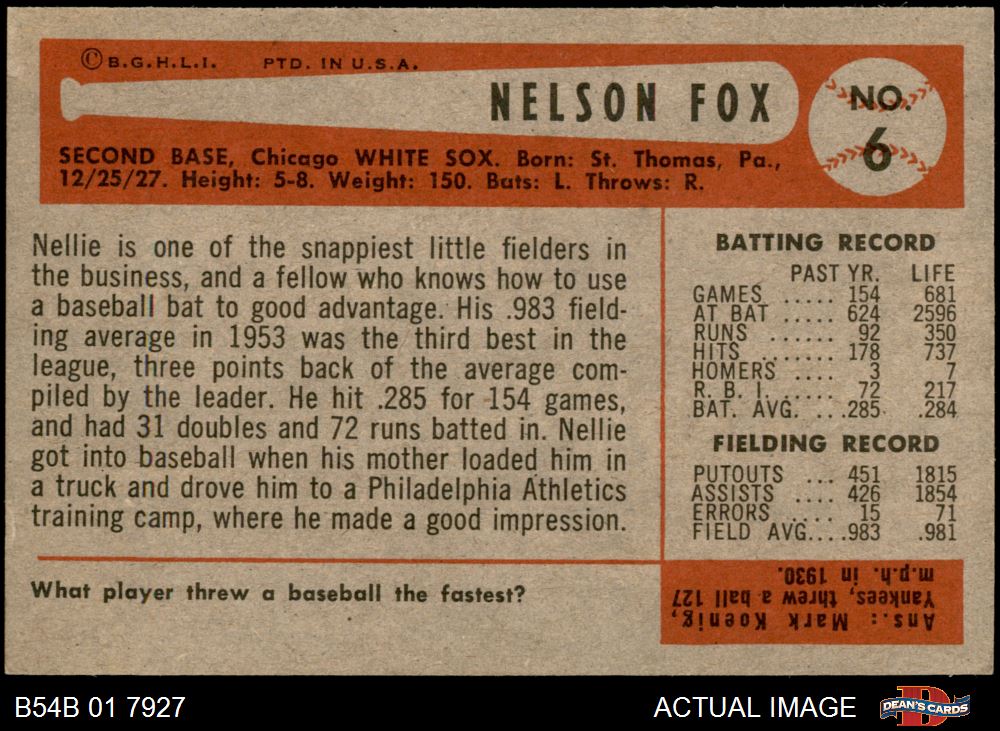 © B.G.H.L.I. PTD. IN U.S.A.
NELSON FOX
NO.
6
SECOND BASE, Chicago WHITE SOX. Born: St. Thomas, Pa.,
12/25/27. Height: 5-8. Weight: 150. Bats: L. Throws: R.
Nellie is one of the snappiest little fielders in
the business, and a fellow who knows how to use
a baseball bat to good advantage. His .983 field-
ing average in 1953 was the third best in the
league, three points back of the average com-
piled by the leader. He hit .285 for 154 games,
and had 31 doubles and 72 runs batted in. Nellie
got into baseball when his mother loaded him in
a truck and drove him to a Philadelphia Athletics
training camp, where he made a good impression.
BATTING RECORD
PAST YR. LIFE
GAMES ..... 154 681
AT BAT ..... 624 2596
RUNS ...... 92 350
HITS ....... 178 737
HOMERS .... 3 7
R. B. I. ..... 72 217
BAT. AVG. ... .285 .284
FIELDING RECORD
PUTOUTS ... 451 1815
ASSISTS .... 426 1854
ERRORS ..... 15 71
FIELD AVG....983 .981
What player threw a baseball the fastest?
Ans.: Mark Koenig,
Yankees, threw a ball 127
m.p.h. in 1930.
B54B 01 7927
ACTUAL IMAGE
D
DEAN'S CARDS